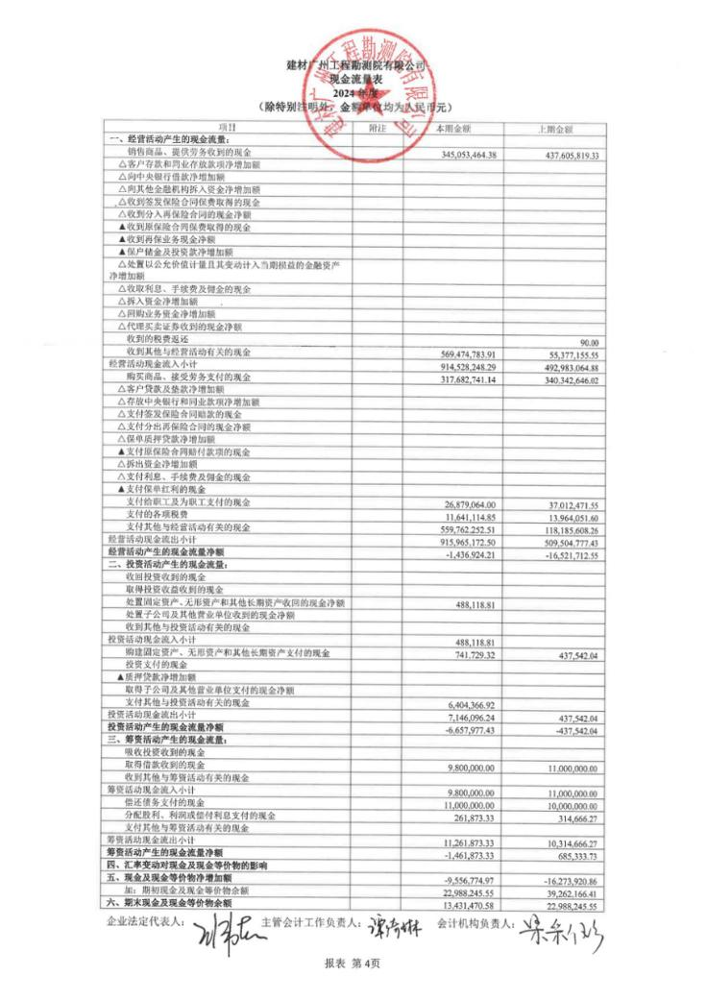 建材广州工程勘测院有限公司
现金流量表
2024 年度
（除特别注明外，金额单位均为人民币元）
项目 附注 本期金额 上期金额
一、经营活动产生的现金流量：
销售商品、提供劳务收到的现金 345,053,464.38 437,605,819.33
△客户存款和同业存放款项净增加额
△向中央银行借款净增加额
△向其他金融机构拆入资金净增加额
△收到签发保险合同保费取得的现金
△收到分入再保险合同的现金净额
▲收到原保险合同保费取得的现金
▲收到再保业务现金净额
▲保户储金及投资款净增加额
△处置以公允价值计量且其变动计入当期损益的金融资产
净增加额
△收取利息、手续费及佣金的现金
△拆入资金净增加额
△回购业务资金净增加额
△代理买卖证券收到的现金净额
收到的税费返还 90.00
收到其他与经营活动有关的现金 569,474,783.91 55,377,155.55
经营活动现金流入小计 914,528,248.29 492,983,064.88
购买商品、接受劳务支付的现金 317,682,741.14 340,342,646.02
△客户贷款及垫款净增加额
△存放中央银行和同业款项净增加额
△支付签发保险合同赔款的现金
△支付分出再保险合同的现金净额
△保单质押贷款净增加额
▲支付原保险合同赔付款项的现金
△拆出资金净增加额
△支付利息、手续费及佣金的现金
▲支付保单红利的现金
支付给职工及为职工支付的现金 26,879,064.00 37,012,471.55
支付的各项税费 11,641,114.85 13,964,051.60
支付其他与经营活动有关的现金 559,762,252.51 118,185,608.26
经营活动现金流出小计 915,965,172.50 509,504,777.43
经营活动产生的现金流量净额 -1,436,924.21 -16,521,712.55
二、投资活动产生的现金流量：
收回投资收到的现金
取得投资收益收到的现金
处置固定资产、无形资产和其他长期资产收回的现金净额 488,118.81
处置子公司及其他营业单位收到的现金净额
收到其他与投资活动有关的现金
投资活动现金流入小计 488,118.81
购建固定资产、无形资产和其他长期资产支付的现金 741,729.32 437,542.04
投资支付的现金
▲质押贷款净增加额
取得子公司及其他营业单位支付的现金净额
支付其他与投资活动有关的现金 6,404,366.92
投资活动现金流出小计 7,146,096.24 437,542.04
投资活动产生的现金流量净额 -6,657,977.43 -437,542.04
三、筹资活动产生的现金流量：
吸收投资收到的现金
取得借款收到的现金 9,800,000.00 11,000,000.00
收到其他与筹资活动有关的现金
筹资活动现金流入小计 9,800,000.00 11,000,000.00
偿还债务支付的现金 11,000,000.00 10,000,000.00
分配股利、利润或偿付利息支付的现金 261,873.33 314,666.27
支付其他与筹资活动有关的现金
筹资活动现金流出小计 11,261,873.33 10,314,666.27
筹资活动产生的现金流量净额 -1,461,873.33 685,333.73
四、汇率变动对现金及现金等价物的影响
五、现金及现金等价物净增加额 -9,556,774.97 -16,273,920.86
加：期初现金及现金等价物余额 22,988,245.55 39,262,166.41
六、期末现金及现金等价物余额 13,431,470.58 22,988,245.55
企业法定代表人： 主管会计工作负责人： 会计机构负责人：
报表 第 4页